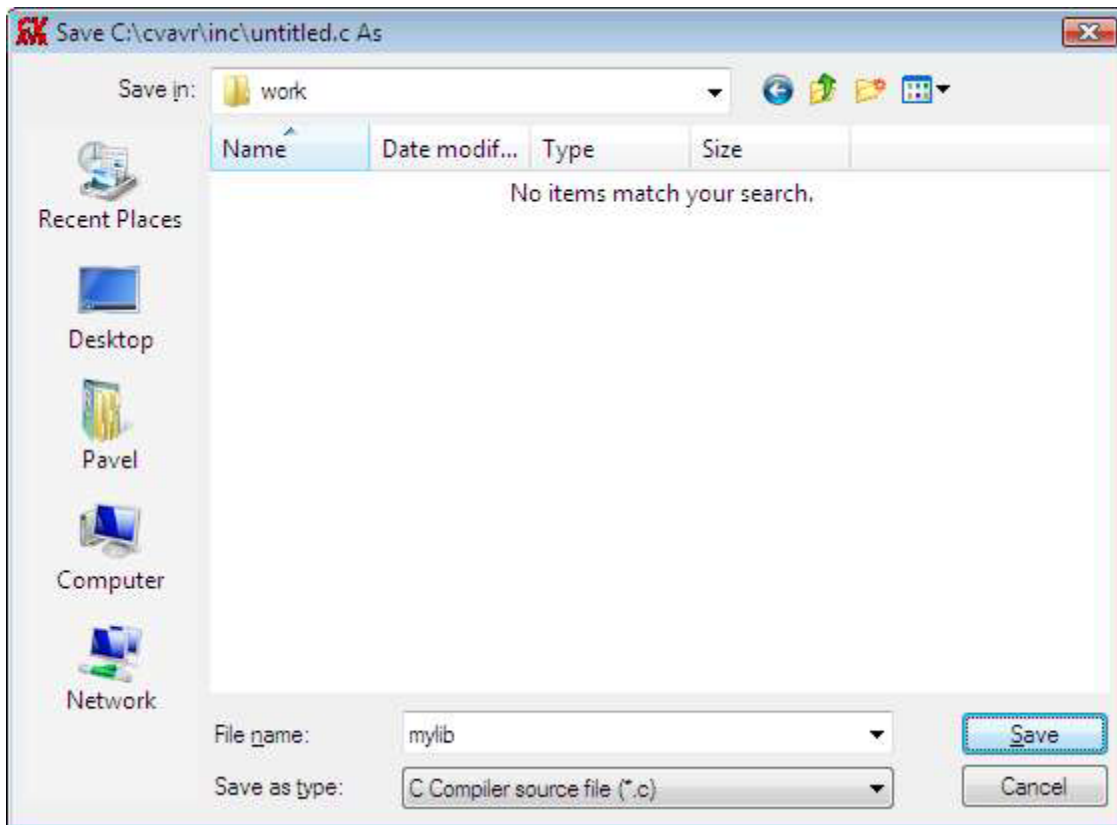 Save C:\cvavr\inc\untitled.c As
Save in: work
Name Date modif... Type Size
No items match your search.
Recent Places
Desktop
Pavel
Computer
Network
File name: mylib Save
Save as type: C Compiler source file (*.c) Cancel